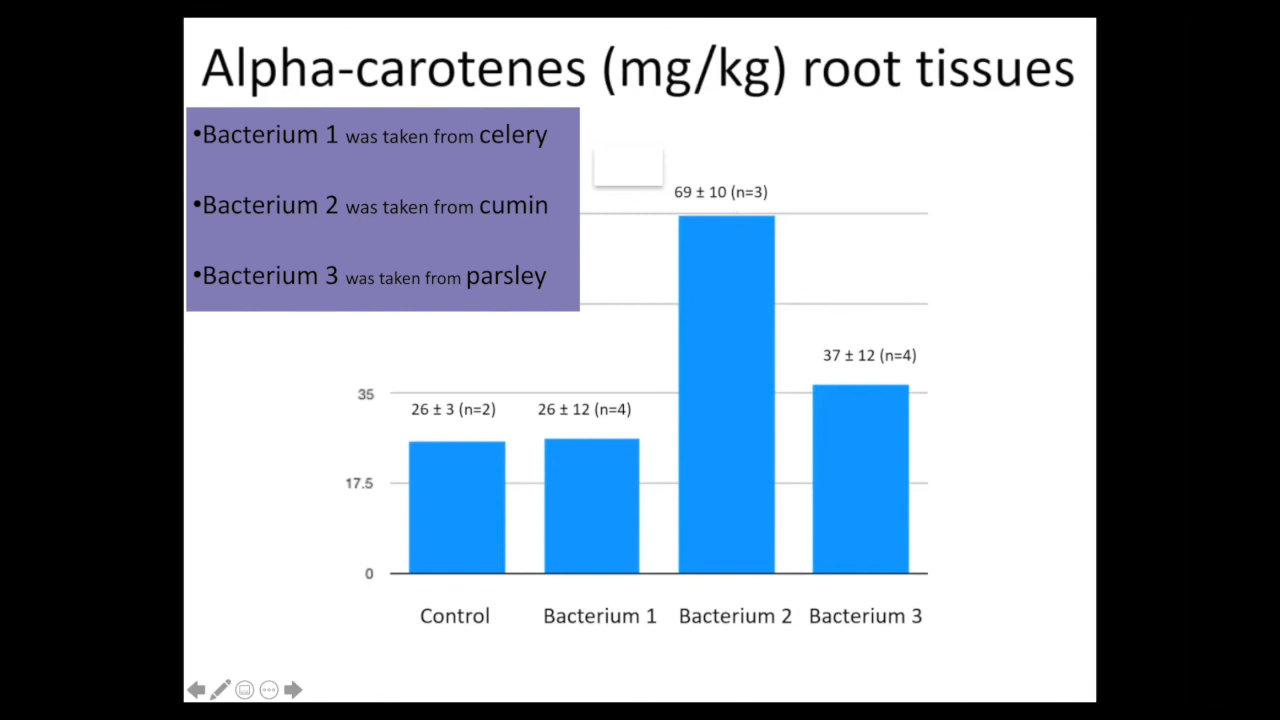 Alpha-carotenes (mg/kg) root tissues
•Bacterium 1 was taken from celery
•Bacterium 2 was taken from cumin
•Bacterium 3 was taken from parsley
69 ± 10 (n=3)
37 ± 12 (n=4)
35
26 ± 3 (n=2)
26 ± 12 (n=4)
17.5
0
Control
Bacterium 1
Bacterium 2
Bacterium 3